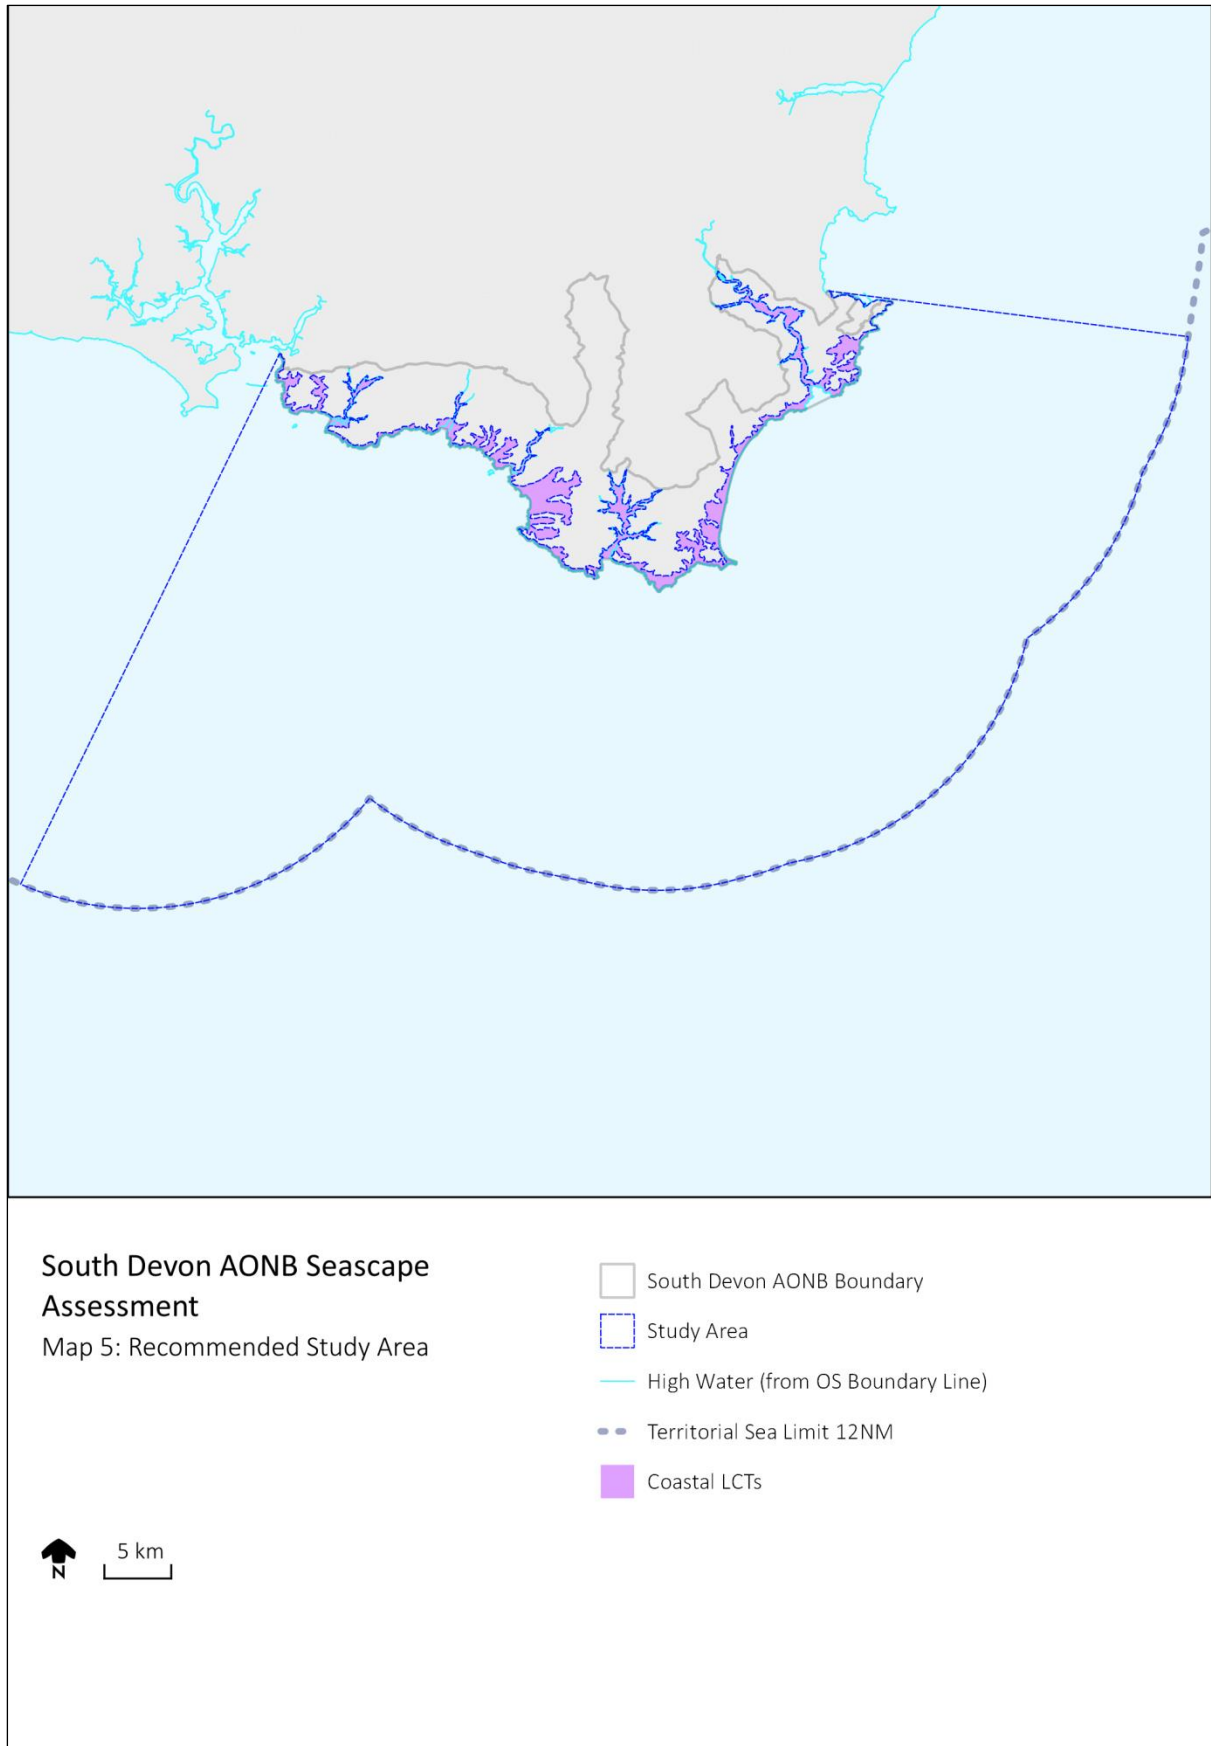 South Devon AONB Seascape
Assessment
Map 5: Recommended Study Area
South Devon AONB Boundary
Study Area
High Water (from OS Boundary Line)
Territorial Sea Limit 12NM
Coastal LCTs
N
5 km